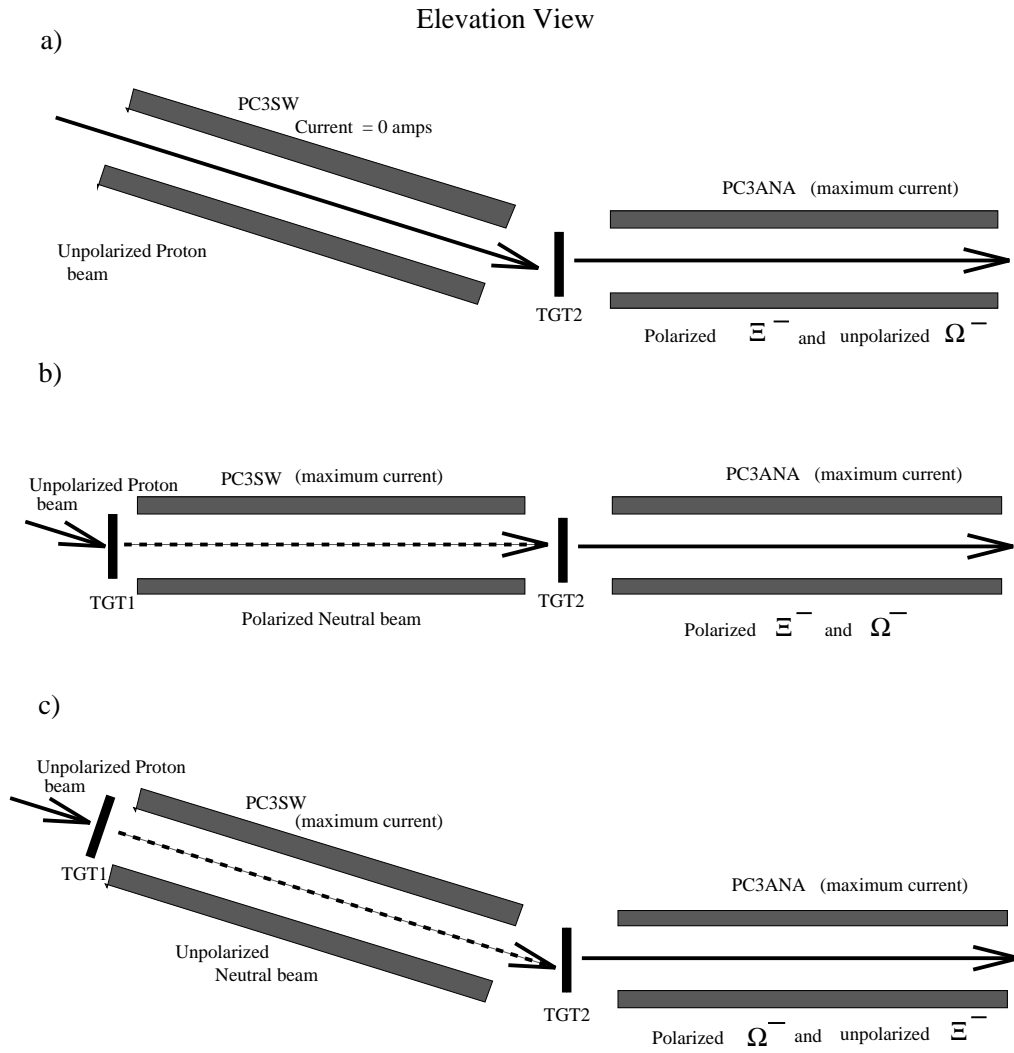 Elevation View
a)
PC3SW
Current = 0 amps
PC3ANA (maximum current)
Unpolarized Proton
beam
TGT2
Polarized Ξ⁻ and unpolarized Ω⁻
b)
PC3SW (maximum current)
PC3ANA (maximum current)
Unpolarized Proton
beam
TGT1
TGT2
Polarized Neutral beam
Polarized Ξ⁻ and Ω⁻
c)
Unpolarized Proton
beam
PC3SW
(maximum current)
TGT1
PC3ANA (maximum current)
Unpolarized
Neutral beam
TGT2
Polarized Ω⁻ and unpolarized Ξ⁻